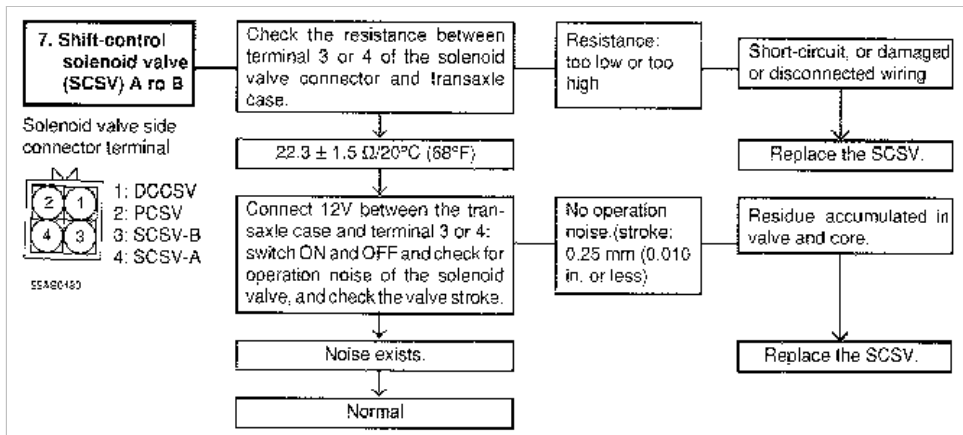 7. Shift-control
solenoid valve
(SCSV) A ro B
Solenoid valve side
connector terminal
2
1
4
3
1: DCCSV
2: PCSV
3: SCSV-B
4: SCSV-A
Check the resistance between
terminal 3 or 4 of the solenoid
valve connector and transaxle
case.
Resistance:
too low or too
high
Short-circuit, or damaged
or disconnected wiring
Replace the SCSV.
22.3 ± 1.5 Ω/20°C (68°F)
Connect 12V between the tran-
saxle case and terminal 3 or 4:
switch ON and OFF and check for
operation noise of the solenoid
valve, and check the valve stroke.
No operation
noise.(stroke:
0.25 mm (0.010
in. or less)
Residue accumulated in
valve and core.
Replace the SCSV.
Noise exists.
Normal